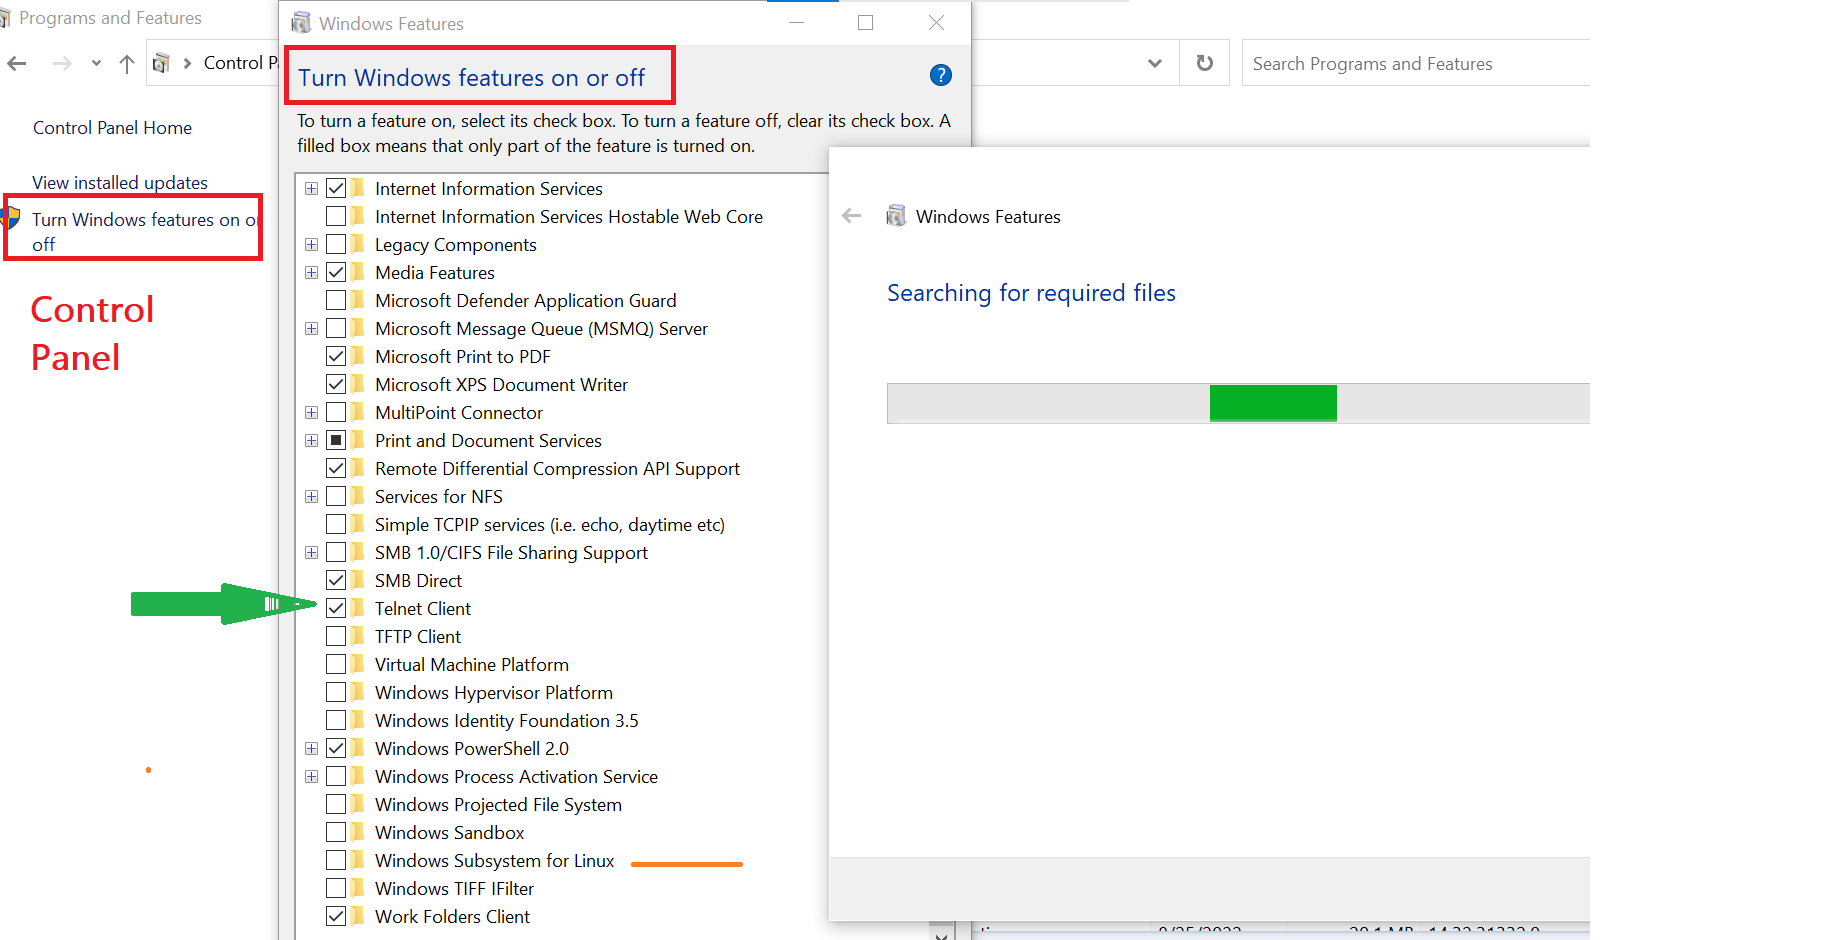 Programs and Features
Control P
Control Panel Home
View installed updates
Turn Windows features on or
off
Control
Panel
Windows Features
Turn Windows features on or off
To turn a feature on, select its check box. To turn a feature off, clear its check box. A
filled box means that only part of the feature is turned on.
Internet Information Services
Internet Information Services Hostable Web Core
Legacy Components
Media Features
Microsoft Defender Application Guard
Microsoft Message Queue (MSMQ) Server
Microsoft Print to PDF
Microsoft XPS Document Writer
MultiPoint Connector
Print and Document Services
Remote Differential Compression API Support
Services for NFS
Simple TCPIP services (i.e. echo, daytime etc)
SMB 1.0/CIFS File Sharing Support
SMB Direct
Telnet Client
TFTP Client
Virtual Machine Platform
Windows Hypervisor Platform
Windows Identity Foundation 3.5
Windows PowerShell 2.0
Windows Process Activation Service
Windows Projected File System
Windows Sandbox
Windows Subsystem for Linux
Windows TIFF IFilter
Work Folders Client
Search Programs and Features
Windows Features
Searching for required files